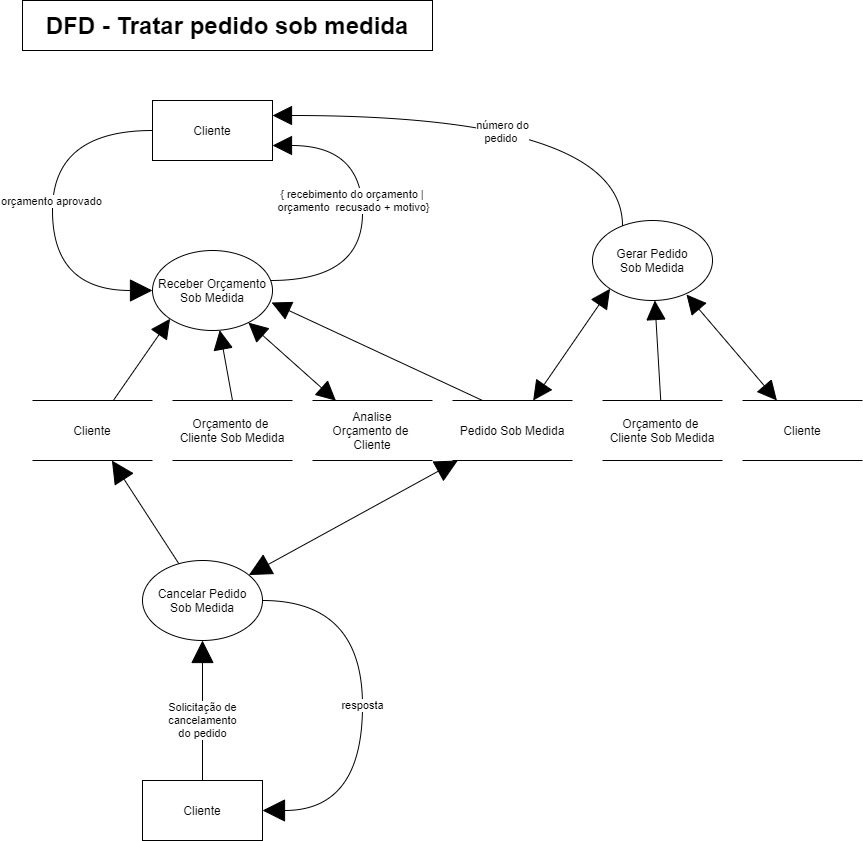 DFD - Tratar pedido sob medida
Cliente
número do
pedido
orçamento aprovado
{ recebimento do orçamento |
orçamento  recusado + motivo}
Gerar Pedido
Sob Medida
Receber Orçamento
Sob Medida
Cliente
Orçamento de
Cliente Sob Medida
Analise
Orçamento de
Cliente
Pedido Sob Medida
Orçamento de
Cliente Sob Medida
Cliente
Cancelar Pedido
Sob Medida
Solicitação de
cancelamento
do pedido
resposta
Cliente